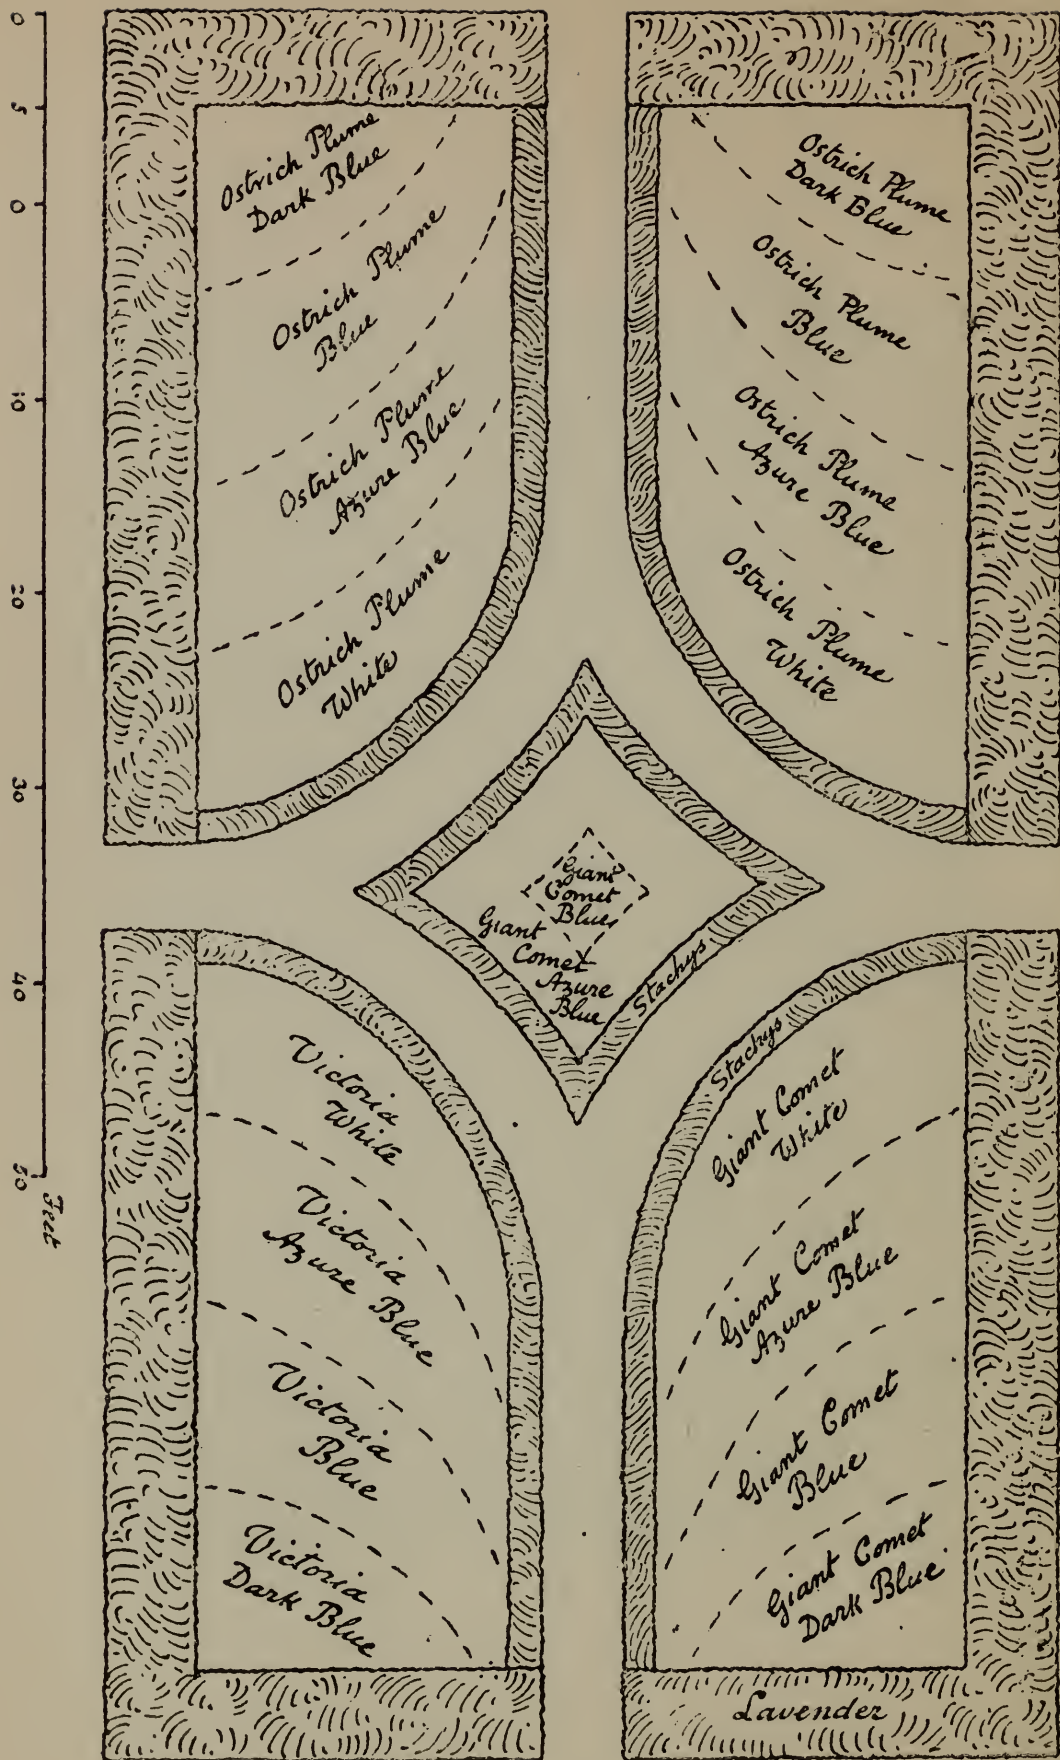 0
5
0
10
20
30
40
50
Feet
Ostrich Plume
Dark Blue
Ostrich Plume
Blue
Ostrich Plume
Azure Blue
Ostrich Plume
White
Ostrich Plume
Dark Blue
Ostrich Plume
Blue
Ostrich Plume
Azure Blue
Ostrich Plume
White
Giant
Comet
Blue
Giant
Comet
Azure
Blue
Stachys
Victoria
White
Victoria
Azure Blue
Victoria
Blue
Victoria
Dark Blue
Stachys
Giant Comet
White
Giant Comet
Azure Blue
Giant Comet
Blue
Giant Comet
Dark Blue
Lavender